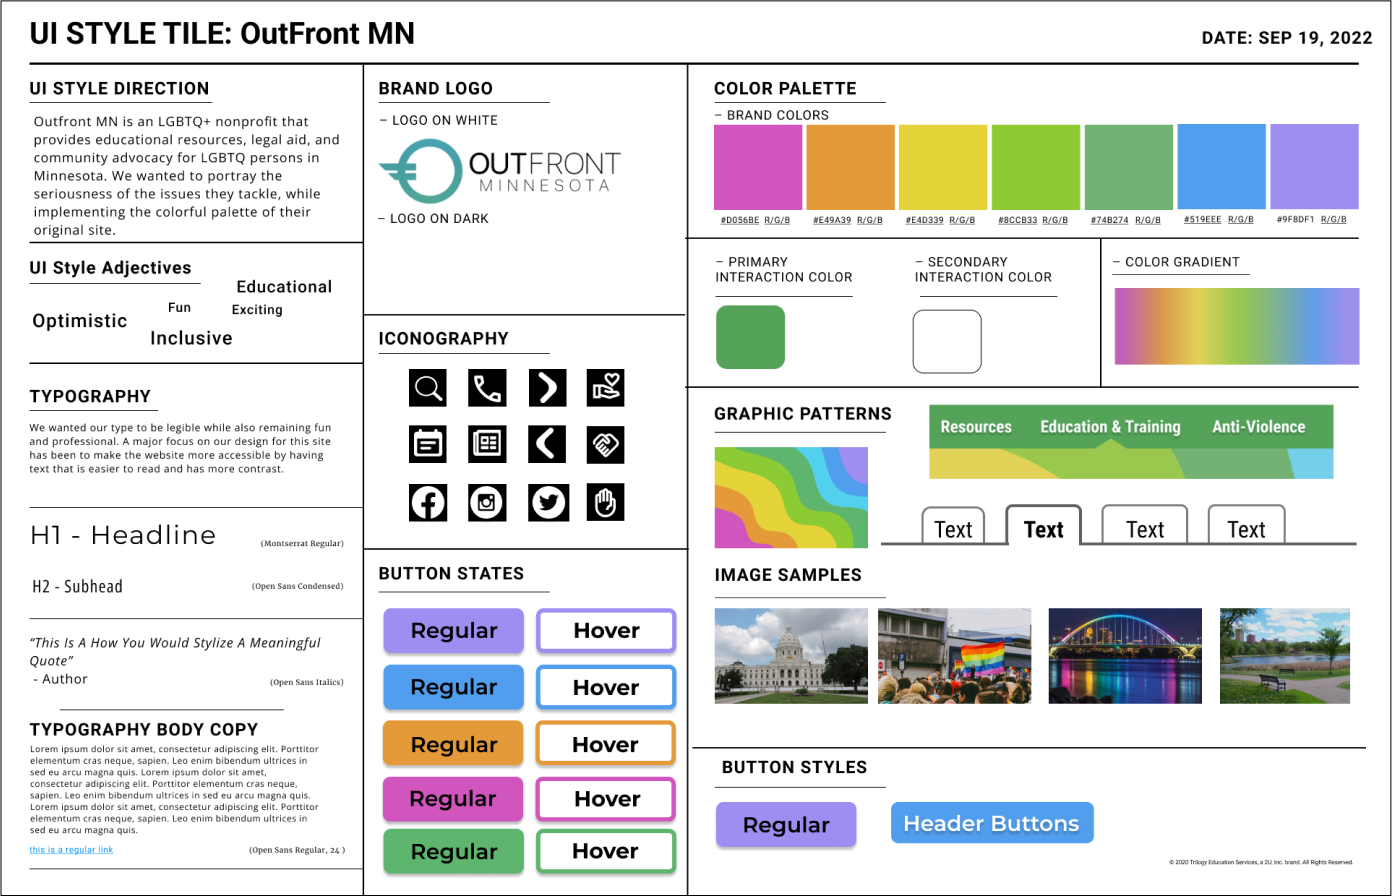 UI STYLE TILE: OutFront MN
DATE: SEP 19, 2022
UI STYLE DIRECTION
Outfront MN is an LGBTQ+ nonprofit that
provides educational resources, legal aid, and
community advocacy for LGBTQ persons in
Minnesota. We wanted to portray the
seriousness of the issues they tackle, while
implementing the colorful palette of their
original site.
UI Style Adjectives
Educational
Fun
Exciting
Optimistic
Inclusive
TYPOGRAPHY
We wanted our type to be legible while also remaining fun
and professional. A major focus on our design for this site
has been to make the website more accessible by having
text that is easier to read and has more contrast.
H1 - Headline
(Montserrat Regular)
H2 - Subhead
(Open Sans Condensed)
“This Is A How You Would Stylize A Meaningful
Quote”
- Author
(Open Sans Italics)
TYPOGRAPHY BODY COPY
Lorem ipsum dolor sit amet, consectetur adipiscing elit. Porttitor
elementum cras neque, sapien. Leo enim bibendum ultrices in
sed eu arcu magna quis. Lorem ipsum dolor sit amet,
consectetur adipiscing elit. Porttitor elementum cras neque,
sapien. Leo enim bibendum ultrices in sed eu arcu magna quis.
Lorem ipsum dolor sit amet, consectetur adipiscing elit. Porttitor
elementum cras neque, sapien. Leo enim bibendum ultrices in
sed eu arcu magna quis.
this is a regular link
(Open Sans Regular, 24 )
BRAND LOGO
– LOGO ON WHITE
OUTFRONT
MINNESOTA
– LOGO ON DARK
ICONOGRAPHY
BUTTON STATES
Regular
Hover
Regular
Hover
Regular
Hover
Regular
Hover
Regular
Hover
COLOR PALETTE
– BRAND COLORS
#D056BE R/G/B
#E49A39 R/G/B
#E4D339 R/G/B
#8CCB33 R/G/B
#74B274 R/G/B
#519EEE R/G/B
#9F8DF1 R/G/B
– PRIMARY
INTERACTION COLOR
– SECONDARY
INTERACTION COLOR
– COLOR GRADIENT
GRAPHIC PATTERNS
Resources
Education & Training
Anti-Violence
Text
Text
Text
Text
IMAGE SAMPLES
BUTTON STYLES
Regular
Header Buttons
© 2020 Trilogy Education Services, a 2U, Inc. brand. All Rights Reserved.